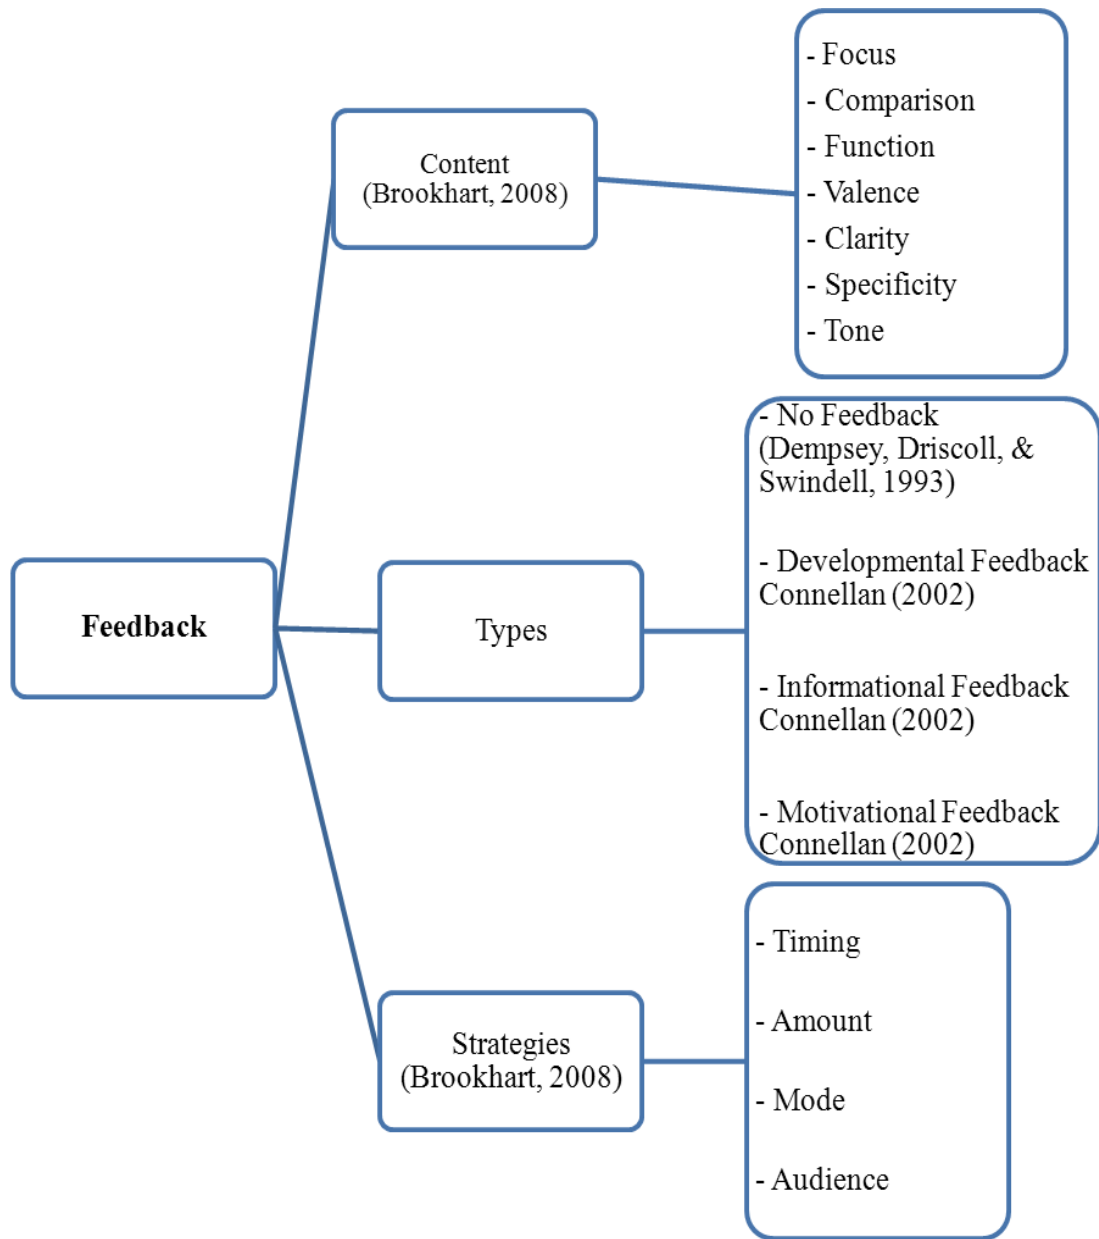 Feedback
Content
(Brookhart, 2008)
- Focus
- Comparison
- Function
- Valence
- Clarity
- Specificity
- Tone
Types
- No Feedback
(Dempsey, Driscoll, &
Swindell, 1993)
- Developmental Feedback
Connellan (2002)
- Informational Feedback
Connellan (2002)
- Motivational Feedback
Connellan (2002)
Strategies
(Brookhart, 2008)
- Timing
- Amount
- Mode
- Audience